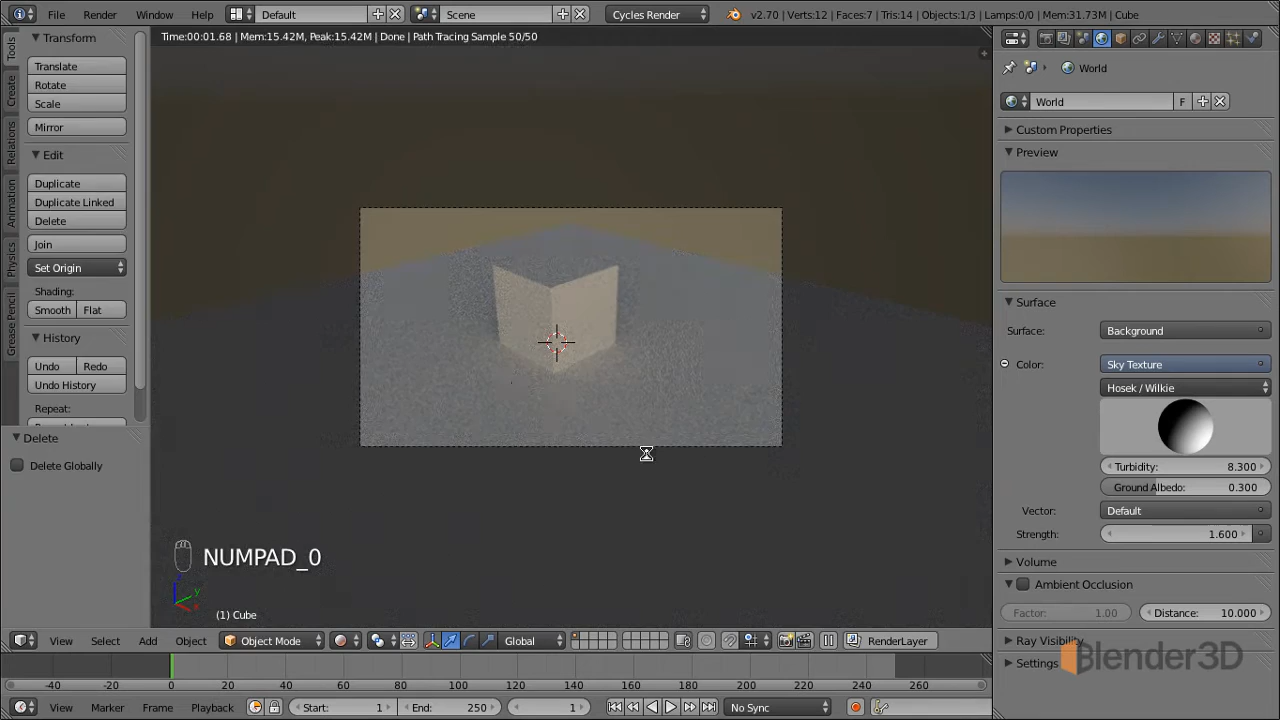 File Render Window Help Default Scene Cycles Render v2.70 | Verts:12 | Faces:7 | Tris:14 | Objects:1/3 | Lamps:0/0 | Mem:31.73M | Cube
Time:00:01.68 | Mem:15.42M, Peak:15.42M | Done | Path Tracing Sample 50/50
Tools
Create
Relations
Animation
Physics
Grease Pencil
Transform
Translate
Rotate
Scale
Mirror
Edit
Duplicate
Duplicate Linked
Delete
Join
Set Origin
Shading:
Smooth Flat
History
Undo Redo
Undo History
Repeat:
Delete
Delete Globally
NUMPAD_0
z
y
x
(1) Cube
View Select Add Object Object Mode Global RenderLayer
-40 -20 0 20 40 60 80 100 120 140 160 180 200 220 240 260
View Marker Frame Playback Start: 1 End: 250 1 No Sync
World
World F
Custom Properties
Preview
Surface
Surface: Background
Color: Sky Texture
Hosek / Wilkie
Turbidity: 8.300
Ground Albedo: 0.300
Vector: Default
Strength: 1.600
Volume
Ambient Occlusion
Factor: 1.00 Distance: 10.000
Ray Visibility
Settings
Blender3D